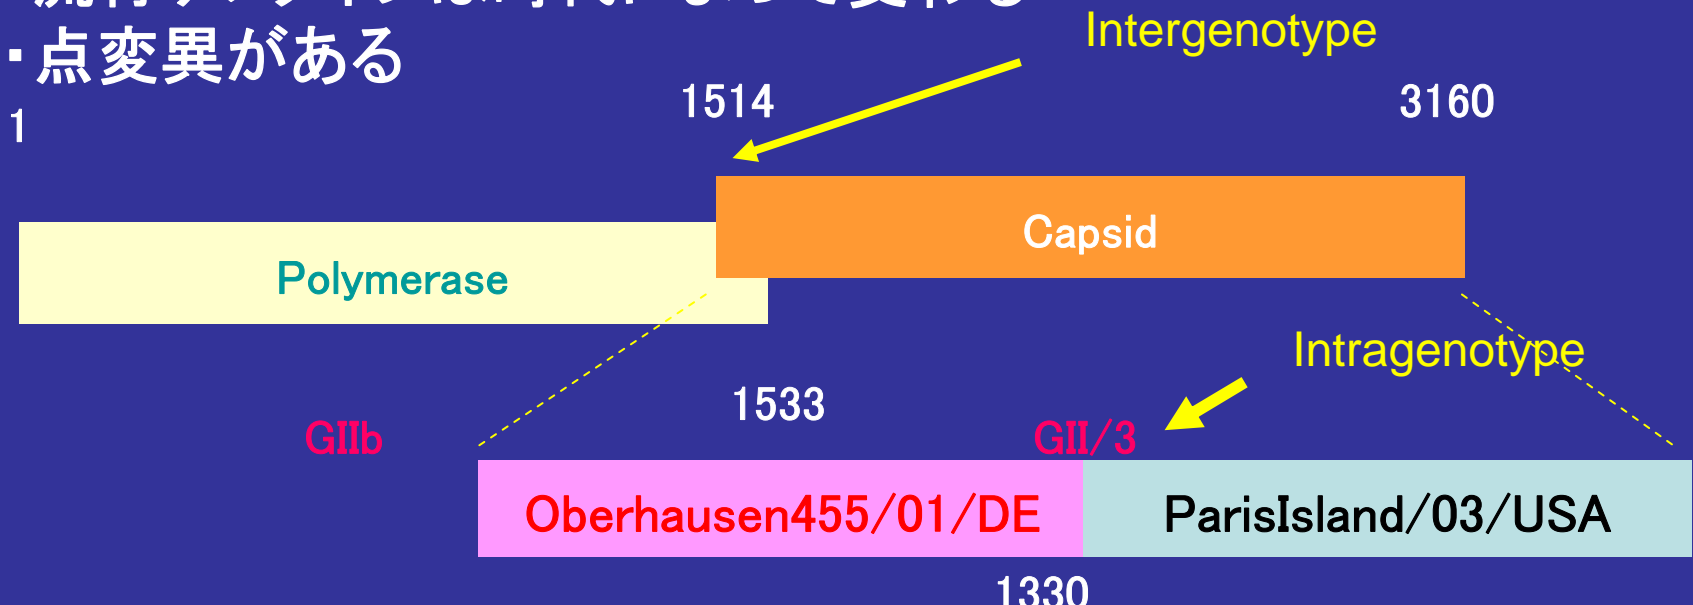 ・点変異がある
Intergenotype
1
1514
3160
Capsid
Polymerase
Intragenotype
1533
GIIb
GII/3
Oberhausen455/01/DE
ParisIsland/03/USA
1330